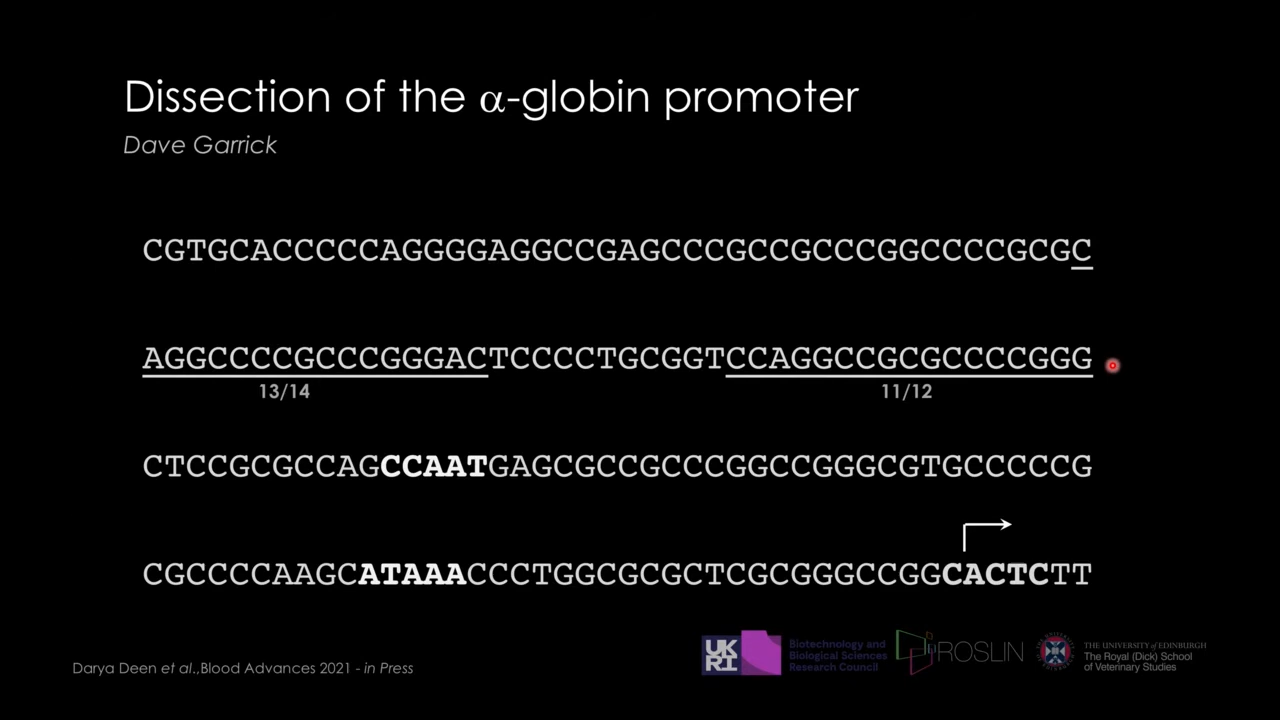 Dissection of the α-globin promoter
Dave Garrick
CGTGCACCCCCAGGGGAGGCCGAGCCCGCCGCCCGGCCCCGCGC
AGGCCCCGCCCGGGACTCCCCTGCGGTCCAGGCCGCGCCCCGGG
13/14 11/12
CTCCGCGCCAGCCAATGAGCGCCGCCCGGCCGGGCGTGCCCCCG
CGCCCCAAGCATAAACCCTGGCGCGCTCGCGGGCCGGCACTCTT
Darya Deen et al.,Blood Advances 2021 - in Press
UK
RI
Biotechnology and
Biological Sciences
Research Council
ROSLIN
THE UNIVERSITY of EDINBURGH
The Royal (Dick) School
of Veterinary Studies